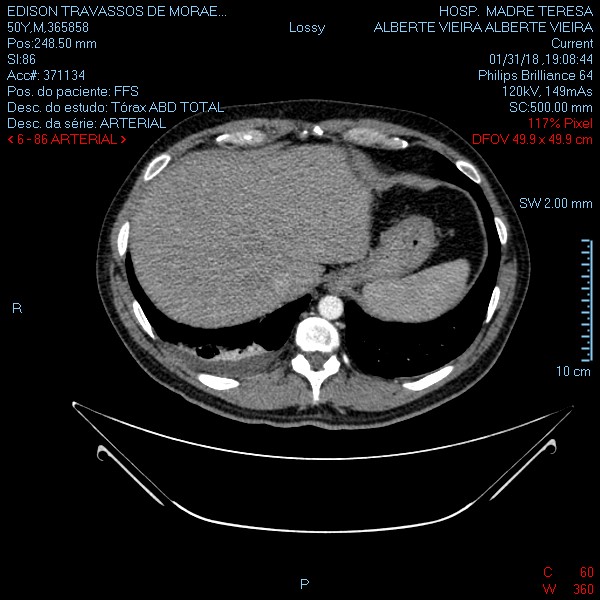 EDISON TRAVASSOS DE MORAE...
50Y,M,365858
Pos:248.50 mm
SI:86
Acc#: 371134
Pos. do paciente: FFS
Desc. do estudo: Tórax ABD TOTAL
Desc. da série: ARTERIAL
< 6 - 86 ARTERIAL >
Lossy
HOSP. MADRE TERESA
ALBERTE VIEIRA ALBERTE VIEIRA
Current
01/31/18 ,19:08:44
Philips Brilliance 64
120kV, 149mAs
SC:500.00 mm
117% Pixel
DFOV 49.9 x 49.9 cm
SW 2.00 mm
R
10 cm
P
C 60
W 360